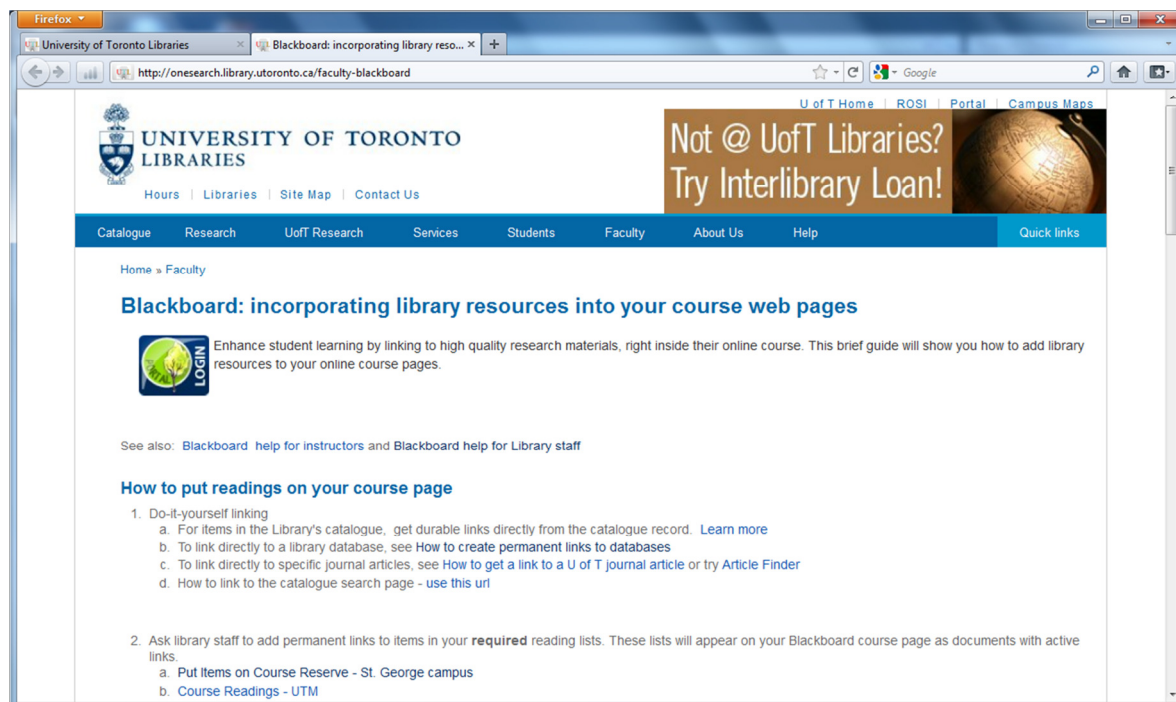 Firefox
University of Toronto Libraries
Blackboard: incorporating library reso...
http://onesearch.library.utoronto.ca/faculty-blackboard
Google
U of T Home | ROSI | Portal | Campus Maps
UNIVERSITY OF TORONTO
LIBRARIES
Hours | Libraries | Site Map | Contact Us
Not @ UofT Libraries?
Try Interlibrary Loan!
Catalogue Research UofT Research Services Students Faculty About Us Help Quick links
Home » Faculty
Blackboard: incorporating library resources into your course web pages
PORTAL LOGIN
Enhance student learning by linking to high quality research materials, right inside their online course. This brief guide will show you how to add library
resources to your online course pages.
See also: Blackboard help for instructors and Blackboard help for Library staff
How to put readings on your course page
1. Do-it-yourself linking
a. For items in the Library's catalogue, get durable links directly from the catalogue record. Learn more
b. To link directly to a library database, see How to create permanent links to databases
c. To link directly to specific journal articles, see How to get a link to a U of T journal article or try Article Finder
d. How to link to the catalogue search page - use this url
2. Ask library staff to add permanent links to items in your required reading lists. These lists will appear on your Blackboard course page as documents with active
links.
a. Put Items on Course Reserve - St. George campus
b. Course Readings - UTM